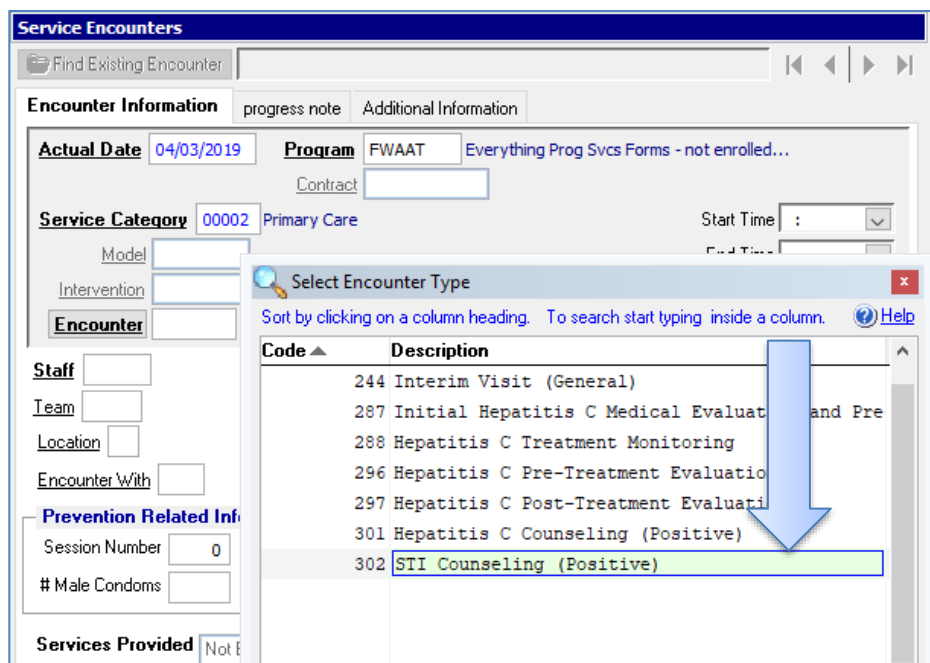 Service Encounters
Find Existing Encounter
Encounter Information progress note Additional Information
Actual Date 04/03/2019 Program FWAAT Everything Prog Svcs Forms - not enrolled...
Contract
Service Category 00002 Primary Care Start Time :
Model End Time
Intervention
Encounter
Staff
Team
Location
Encounter With
Prevention Related
Session Number 0
# Male Condoms
Services Provided Not
Select Encounter Type x
Sort by clicking on a column heading. To search start typing inside a column. Help
Code Description
244 Interim Visit (General)
287 Initial Hepatitis C Medical and Pre
288 Hepatitis C Treatment Monitoring
296 Hepatitis C Pre-Treatment
297 Hepatitis C Post-Treatment
301 Hepatitis C Counseling (Positive)
302 STI Counseling (Positive)